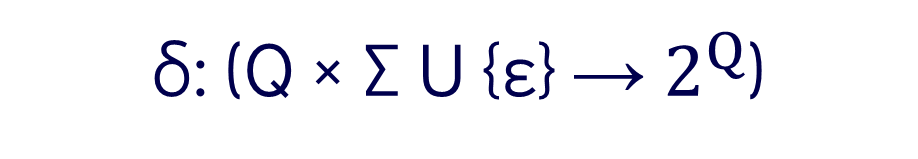 δ: (Q × Σ U {ε} → 2^Q)